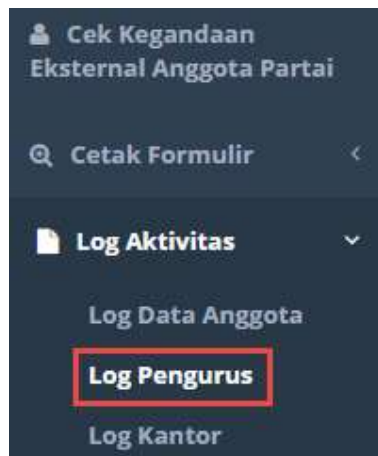 Cek Kegandaan
Eksternal Anggota Partai
Cetak Formulir
Log Aktivitas
Log Data Anggota
Log Pengurus
Log Kantor